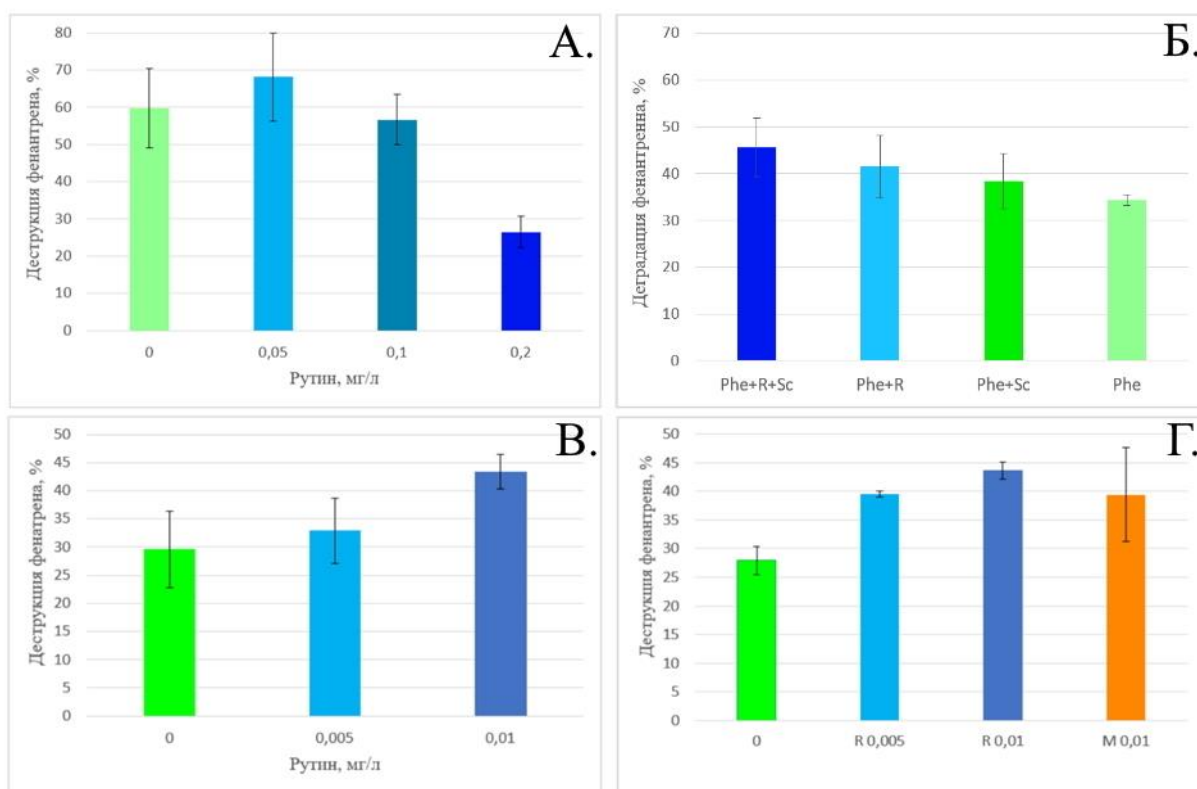 А.
Деструкция фенантрена, %
80
70
60
50
40
30
20
10
0
0 0,05 0,1 0,2
Рутин, мг/л
Б.
Деградация фенантренна, %
70
60
50
40
30
20
10
0
Phe+R+Sc Phe+R Phe+Sc Phe
В.
Деструкция фенатрена, %
50
45
40
35
30
25
20
15
10
5
0
0 0,005 0,01
Рутин, мг/л
Г.
Деструкция фенантрена, %
50
45
40
35
30
25
20
15
10
5
0
0 R 0,005 R 0,01 M 0,01